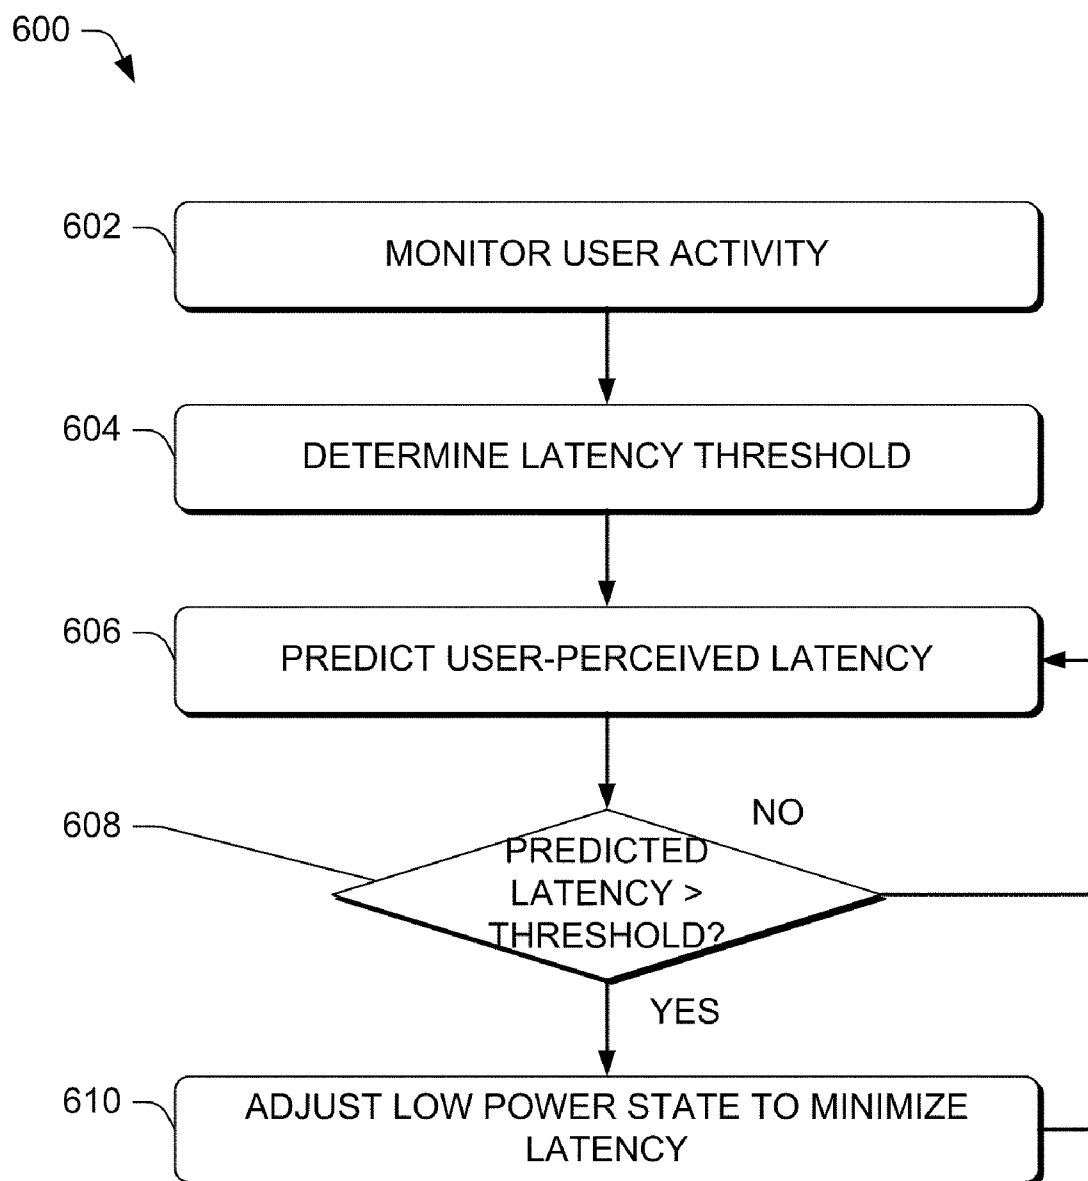 600
602
MONITOR USER ACTIVITY
604
DETERMINE LATENCY THRESHOLD
606
PREDICT USER-PERCEIVED LATENCY
608
NO
PREDICTED
LATENCY >
THRESHOLD?
YES
610
ADJUST LOW POWER STATE TO MINIMIZE
LATENCY